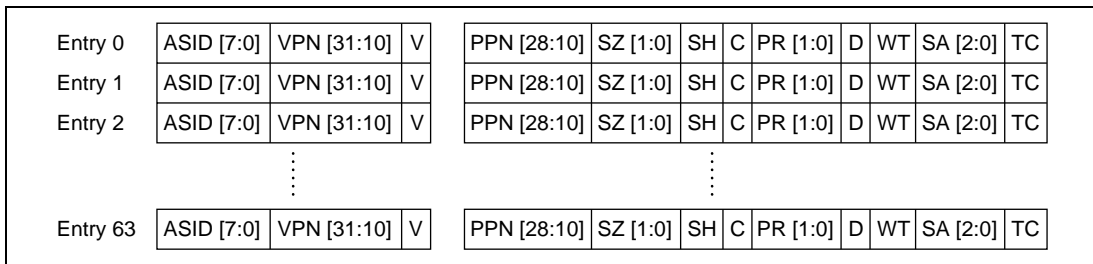 Entry 0 ASID [7:0] VPN [31:10] V PPN [28:10] SZ [1:0] SH C PR [1:0] D WT SA [2:0] TC
Entry 1 ASID [7:0] VPN [31:10] V PPN [28:10] SZ [1:0] SH C PR [1:0] D WT SA [2:0] TC
Entry 2 ASID [7:0] VPN [31:10] V PPN [28:10] SZ [1:0] SH C PR [1:0] D WT SA [2:0] TC
Entry 63 ASID [7:0] VPN [31:10] V PPN [28:10] SZ [1:0] SH C PR [1:0] D WT SA [2:0] TC